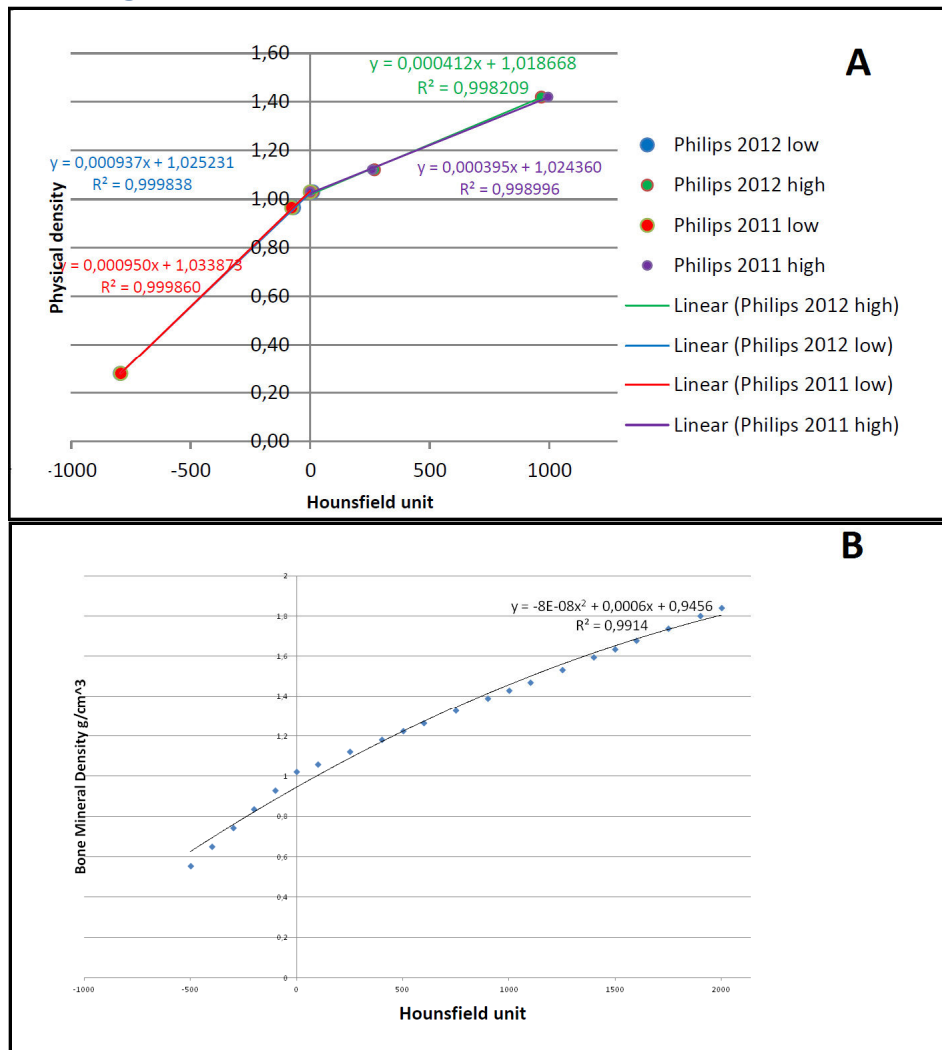 A
1,60
y = 0,000412x + 1,018668
R² = 0,998209
1,40
1,20
y = 0,000937x + 1,025231
R² = 0,999838
y = 0,000395x + 1,024360
R² = 0,998996
1,00
0,80
y = 0,000950x + 1,033873
R² = 0,999860
0,60
0,40
0,20
0,00
-1000 -500 0 500 1000
Physical density
Hounsfield unit
Philips 2012 low
Philips 2012 high
Philips 2011 low
Philips 2011 high
Linear (Philips 2012 high)
Linear (Philips 2012 low)
Linear (Philips 2011 low)
Linear (Philips 2011 high)
B
2
y = -8E-08x² + 0,0006x + 0,9456
R² = 0,9914
1,8
1,6
1,4
1,2
1
0,8
0,6
0,4
0,2
0
-1000 -500 0 500 1000 1500 2000
Bone Mineral Density g/cm^3
Hounsfield unit